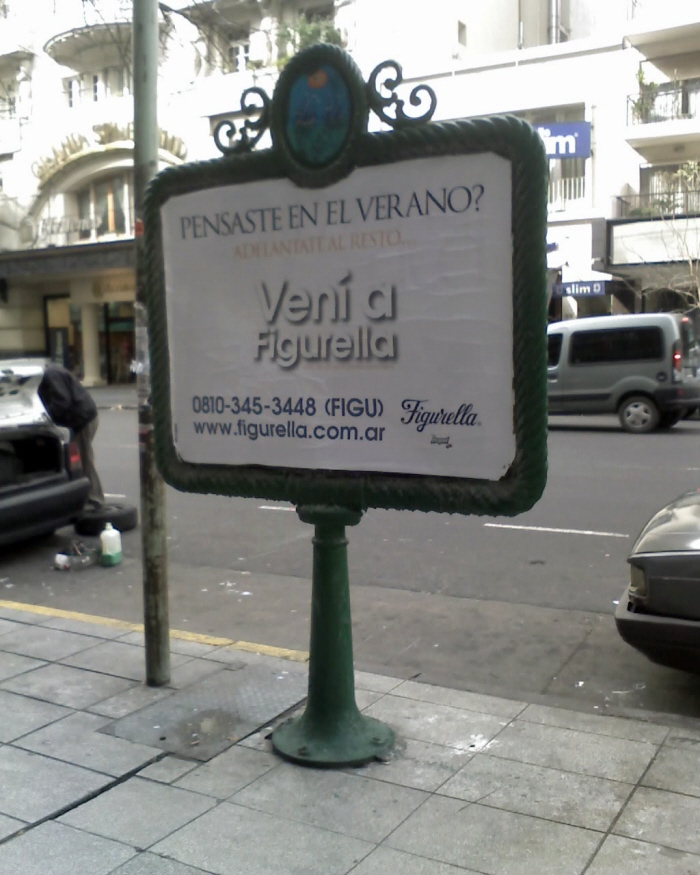 PENSASTE EN EL VERANO?
ADELANTATE AL RESTO...
Vení a
Figurella
0810-345-3448 (FIGU)
www.figurella.com.ar
Figurella
slim